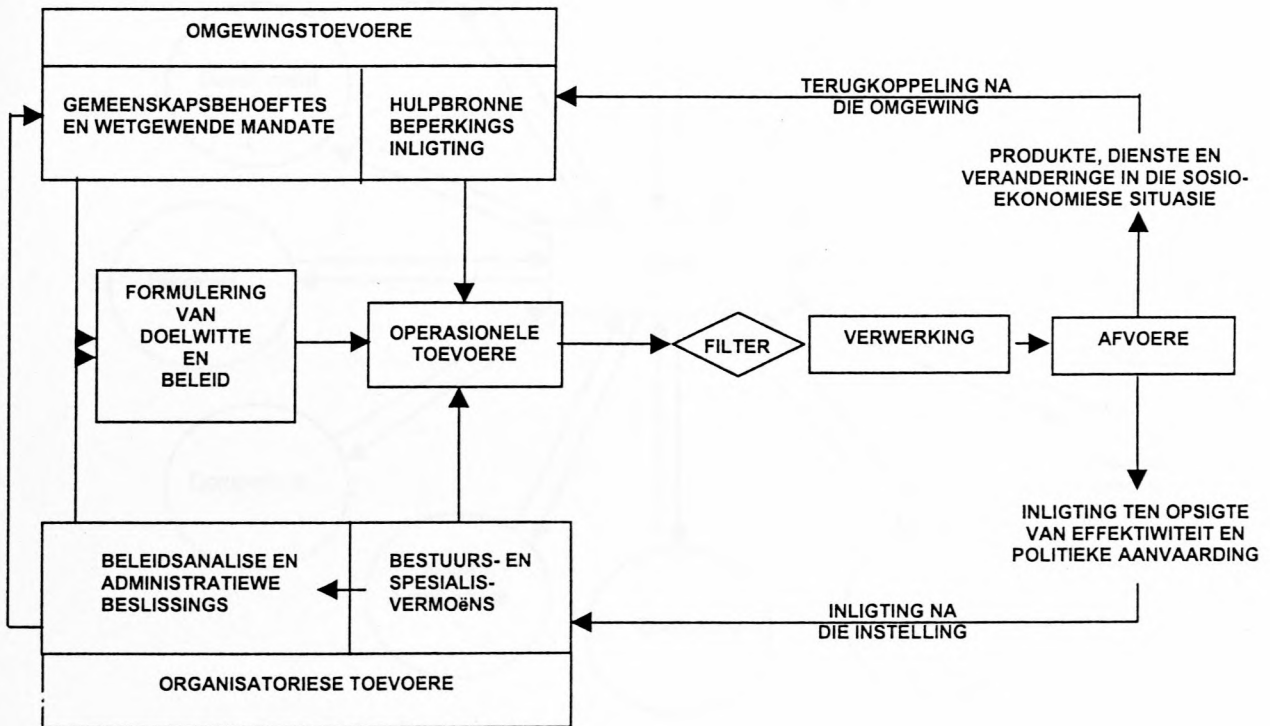 OMGEWINGSTOEVOERE
GEMEENSKAPSBEHOEFTES
EN WETGEWENDE MANDATE
HULPBRONNE
BEPERKINGS
INLIGTING
TERUGKOPPELING NA
DIE OMGEWING
PRODUKTE, DIENSTE EN
VERANDERINGE IN DIE SOSIO-
EKONOMIESE SITUASIE
FORMULERING
VAN
DOELWITTE
EN
BELEID
OPERASIONELE
TOEVOERE
FILTER
VERWERKING
AFVOERE
INLIGTING TEN OPSIGTE
VAN EFFEKTIWITEIT EN
POLITIEKE AANVAARDING
BELEIDSANALISE EN
ADMINISTRATIEWE
BESLISSINGS
BESTUURS- EN
SPESIALIS-
VERMOëNS
INLIGTING NA
DIE INSTELLING
ORGANISATORIESE TOEVOERE